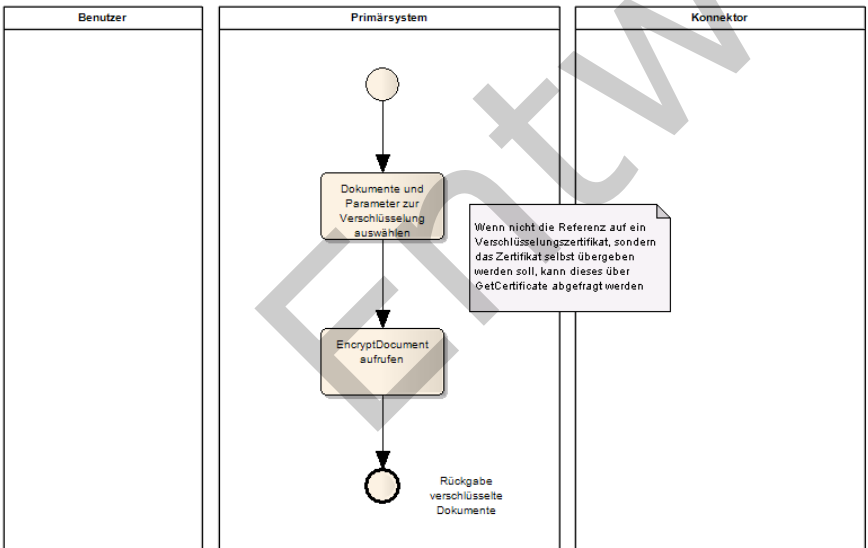 Benutzer
Primärsystem
Konnektor
Dokumente und
Parameter zur
Verschlüsselung
auswählen
Wenn nicht die Referenz auf ein
Verschlüsselungszertifikat, sondern
das Zertifikat selbst übergeben
werden soll, kann dieses über
GetCertificate abgefragt werden
EncryptDocument
aufrufen
Rückgabe
verschlüsselte
Dokumente
Entw